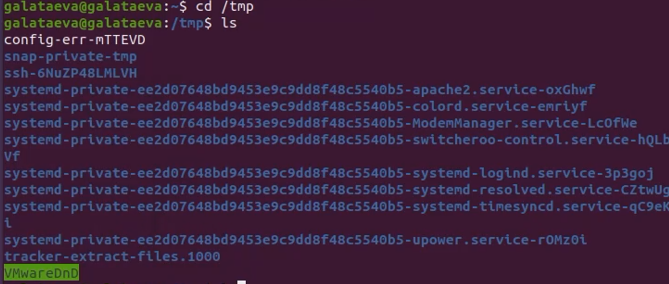 galataeva@galataeva:~$ cd /tmp
galataeva@galataeva:/tmp$ ls
config-err-mTTEVD
snap-private-tmp
ssh-6NuZP48LMLVH
systemd-private-ee2d07648bd9453e9c9dd8f48c5540b5-apache2.service-oxGhwf
systemd-private-ee2d07648bd9453e9c9dd8f48c5540b5-colord.service-emriyf
systemd-private-ee2d07648bd9453e9c9dd8f48c5540b5-ModemManager.service-LcOfWe
systemd-private-ee2d07648bd9453e9c9dd8f48c5540b5-switcheroo-control.service-hQLb
Vf
systemd-private-ee2d07648bd9453e9c9dd8f48c5540b5-systemd-logind.service-3p3goj
systemd-private-ee2d07648bd9453e9c9dd8f48c5540b5-systemd-resolved.service-CZtwUg
systemd-private-ee2d07648bd9453e9c9dd8f48c5540b5-systemd-timesyncd.service-qC9eK
i
systemd-private-ee2d07648bd9453e9c9dd8f48c5540b5-upower.service-rOMz0i
tracker-extract-files.1000
VMwareDnD